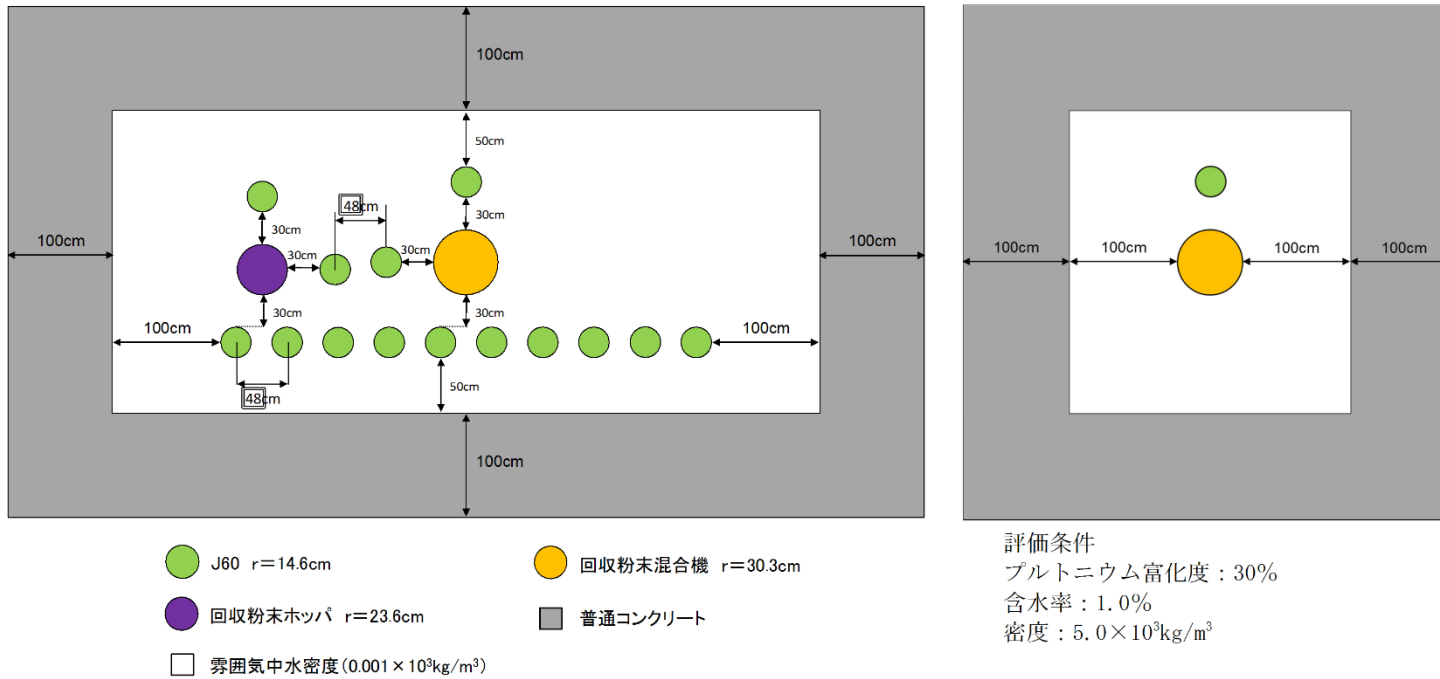 100cm
50cm
48cm
30cm
30cm
30cm
30cm
100cm
100cm
30cm
30cm
100cm
100cm
48cm
50cm
100cm
100cm
100cm
100cm
100cm
J60 r=14.6cm
回収粉末混合機 r=30.3cm
回収粉末ホッパ r=23.6cm
普通コンクリート
雰囲気中水密度(0.001×10³kg/m³)
評価条件
プルトニウム富化度:30%
含水率:1.0%
密度:5.0×10³kg/m³